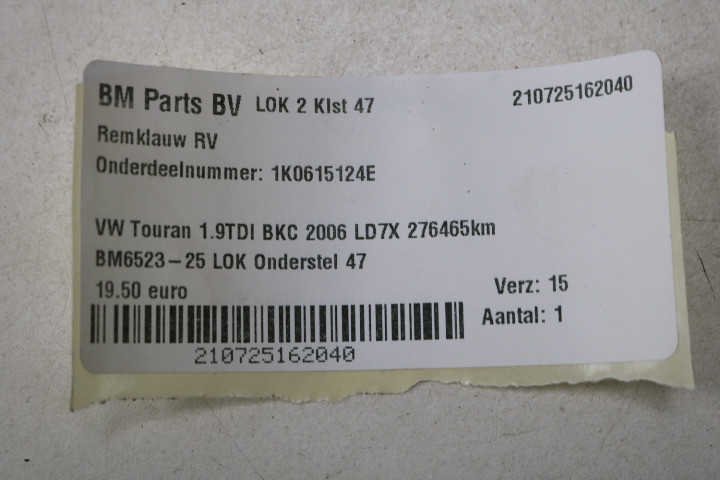 BM Parts BV LOK 2 Klst 47 210725162040
Remklauw RV
Onderdeelnummer: 1K0615124E
VW Touran 1.9TDI BKC 2006 LD7X 276465km
BM6523-25 LOK Onderstel 47
19.50 euro Verz: 15
Aantal: 1
210725162040